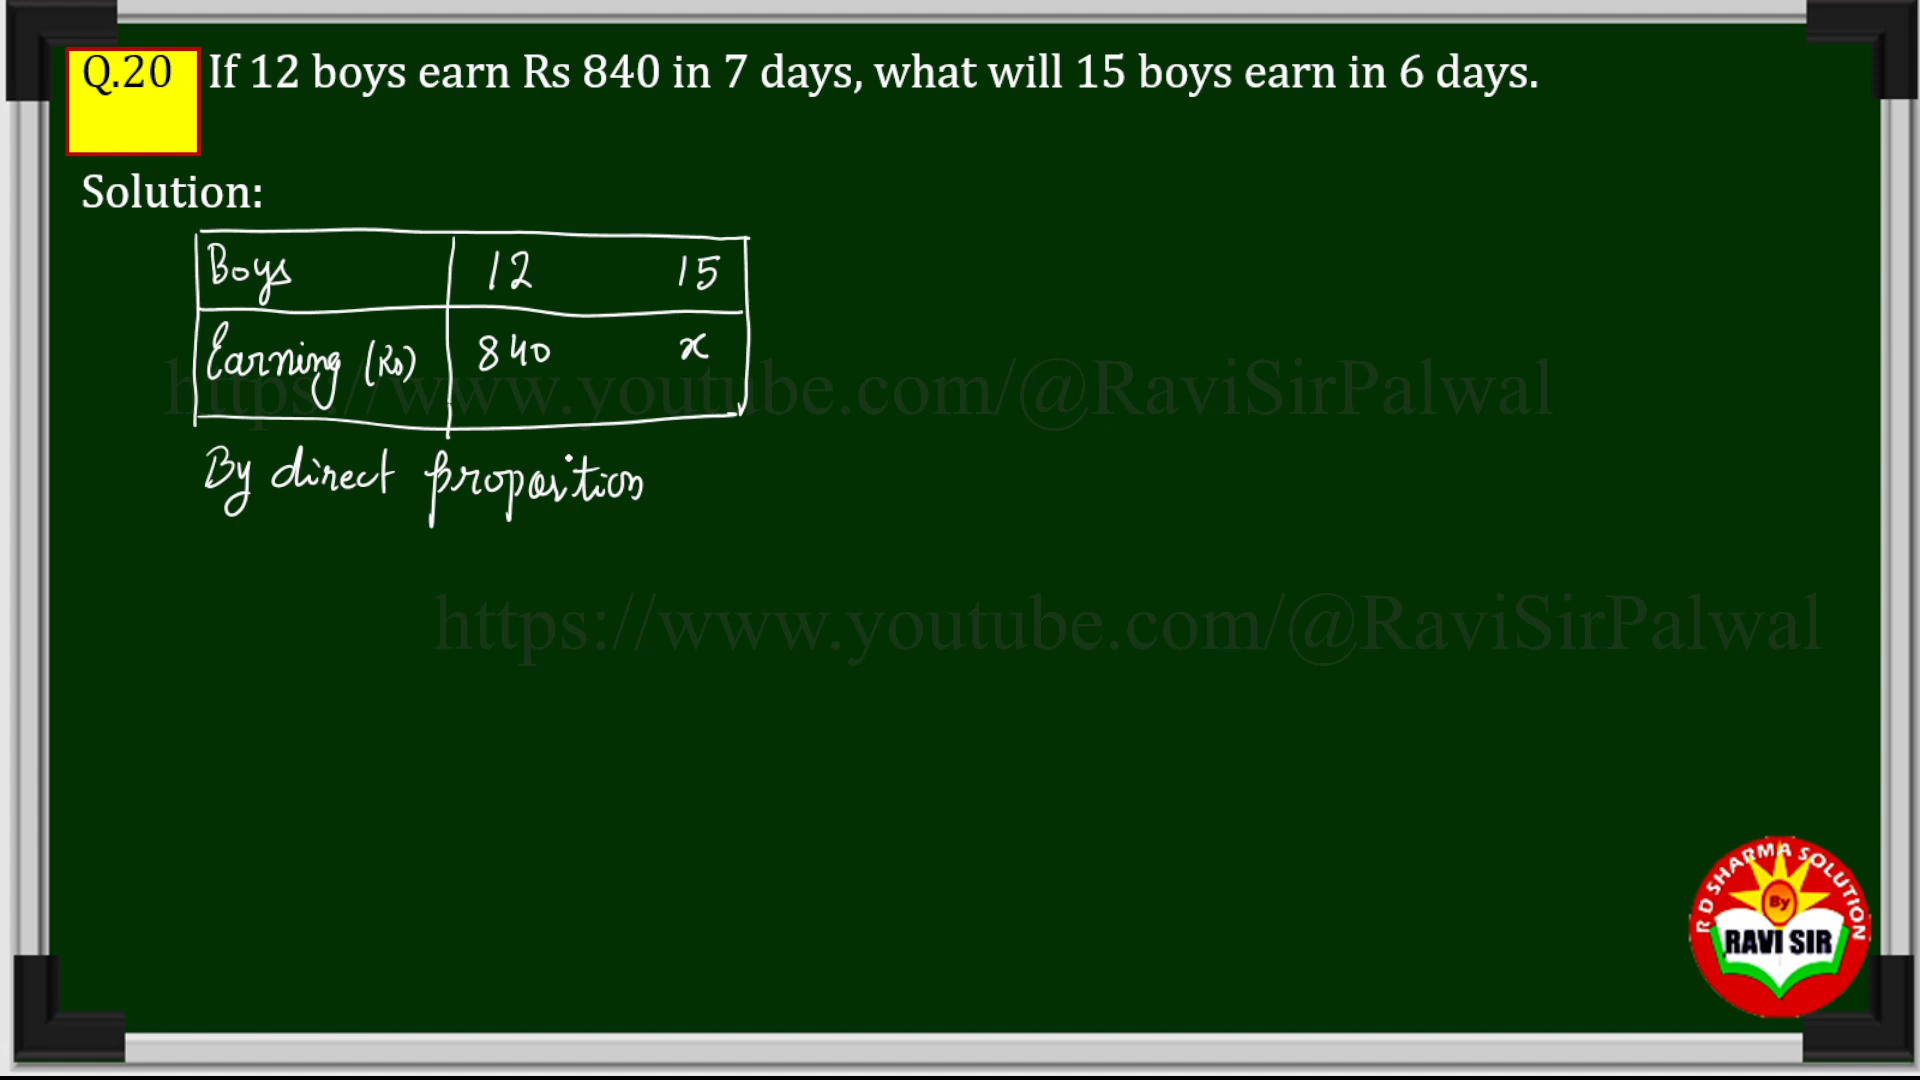 Q.20 If 12 boys earn Rs 840 in 7 days, what will 15 boys earn in 6 days.
Solution:
Boys 12 15
Earning (Rs) 840 x
https://www.youtube.com/@RaviSirPalwal
By direct proportion
https://www.youtube.com/@RaviSirPalwal
R D SHARMA SOLUTION
By
RAVI SIR